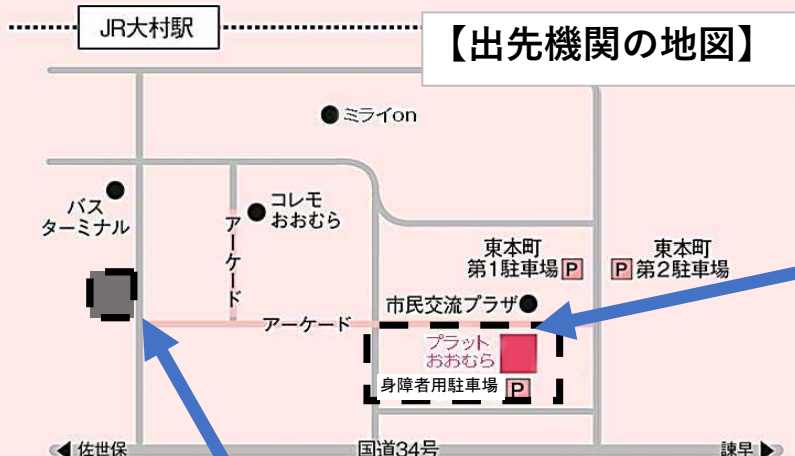 JR大村駅
【出先機関の地図】
ミライon
バス
ターミナル
コレモ
おおむら
アーケード
東本町
第1駐車場 P
東本町
P 第2駐車場
市民交流プラザ
アーケード
プラット
おおむら
身障者用駐車場 P
佐世保
国道34号
諫早